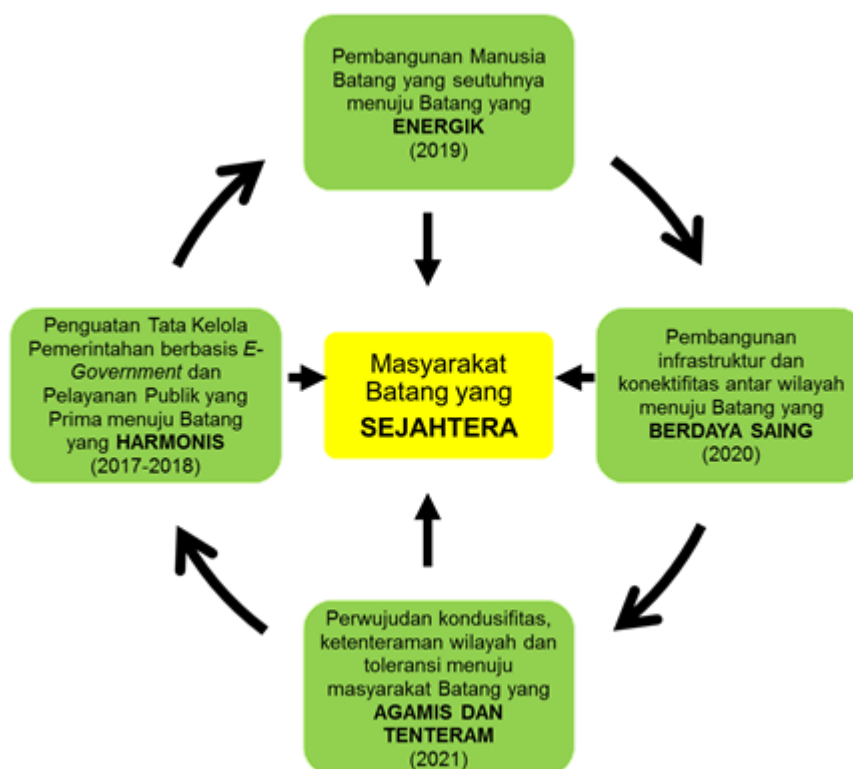 Pembangunan Manusia
Batang yang seutuhnya
menuju Batang yang
ENERGIK
(2019)
Penguatan Tata Kelola
Pemerintahan berbasis E-
Government dan
Pelayanan Publik yang
Prima menuju Batang
yang HARMONIS
(2017-2018)
Masyarakat
Batang yang
SEJAHTERA
Pembangunan
infrastruktur dan
konektifitas antar wilayah
menuju Batang yang
BERDAYA SAING
(2020)
Perwujudan kondusifitas,
ketenteraman wilayah dan
toleransi menuju
masyarakat Batang yang
AGAMIS DAN
TENTERAM
(2021)